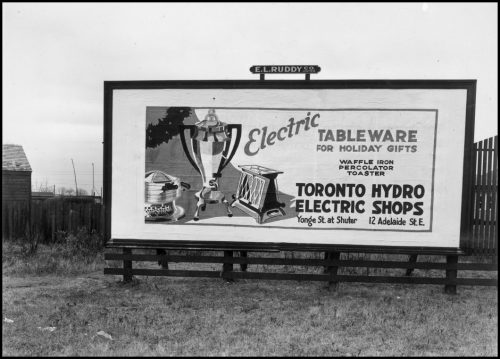 E.L.RUDDY CO.
Electric
TABLEWARE
FOR HOLIDAY GIFTS
WAFFLE IRON
PERCOLATOR
TOASTER
TORONTO HYDRO
ELECTRIC SHOPS
Yonge St. at Shuter 12 Adelaide St. E.